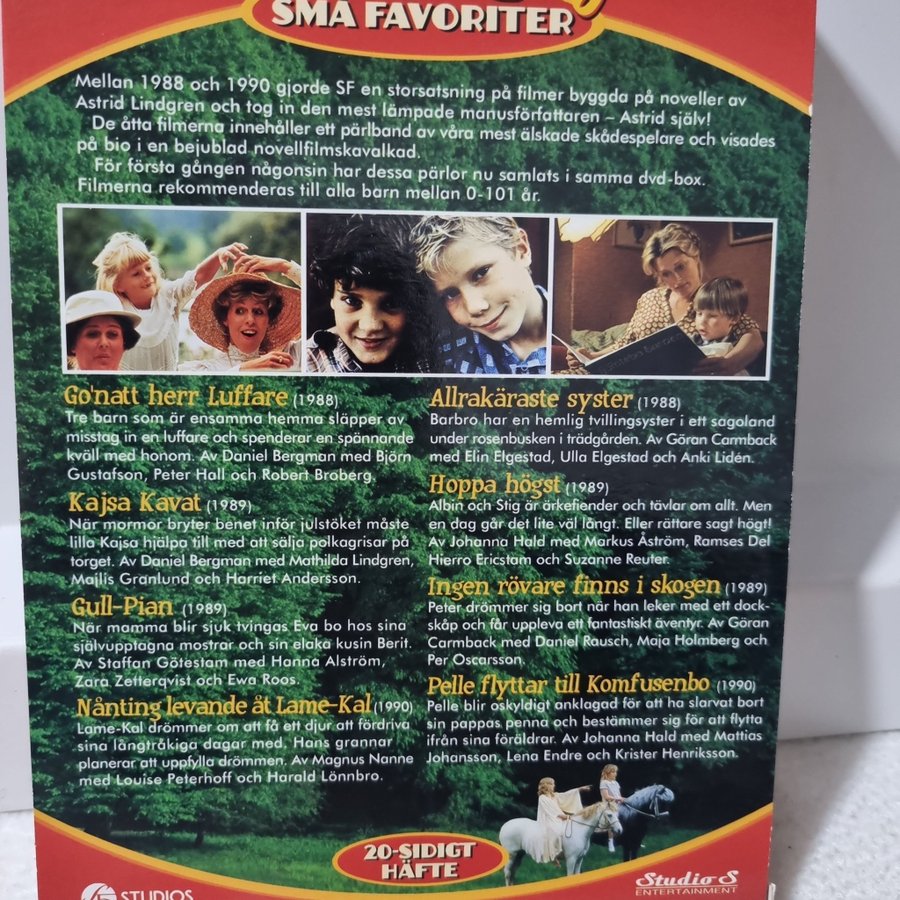 SMÅ FAVORITER
Mellan 1988 och 1990 gjorde SF en storsatsning på filmer byggda på noveller av
Astrid Lindgren och tog in den mest lämpade manusförfattaren – Astrid själv!
De åtta filmerna innehåller ett pärlband av våra mest älskade skådespelare och visades
på bio i en bejublad novellfilmskavalkad.
För första gången någonsin har dessa pärlor nu samlats i samma dvd-box.
Filmerna rekommenderas till alla barn mellan 0-101 år.
Go'natt herr Luffare (1988)
Tre barn som är ensamma hemma släpper av
misstag in en luffare och spenderar en spännande
kväll med honom. Av Daniel Bergman med Björn
Gustafson, Peter Hall och Robert Broberg.
Kajsa Kavat (1989)
När mormor bryter benet inför julstöket måste
lilla Kajsa hjälpa till med att sälja polkagrisar på
torget. Av Daniel Bergman med Mathilda Lindgren,
Majlis Granlund och Harriet Andersson.
Gull-Pian (1989)
När mamma blir sjuk tvingas Eva bo hos sina
självupptagna mostrar och sin elaka kusin Berit.
Av Staffan Götestam med Hanna Alström,
Zara Zetterqvist och Ewa Roos.
Nånting levande åt Lame-Kal (1990)
Lame-Kal drömmer om att få ett djur att fördriva
sina långtråkiga dagar med. Hans grannar
planerar att uppfylla drömmen. Av Magnus Nanne
med Louise Peterhoff och Harald Lönnbro.
Allrakäraste syster (1988)
Barbro har en hemlig tvillingsyster i ett sagoland
under rosenbusken i trädgården. Av Göran Carmback
med Elin Elgestad, Ulla Elgestad och Anki Lidén.
Hoppa högst (1989)
Albin och Stig är ärkefiender och tävlar om allt. Men
en dag går det lite väl långt. Eller rättare sagt högt!
Av Johanna Hald med Markus Åström, Ramses Del
Hierro Ericstam och Suzanne Reuter.
Ingen rövare finns i skogen (1989)
Peter drömmer sig bort när han leker med ett dock-
skåp och får uppleva ett fantastiskt äventyr. Av Göran
Carmback med Daniel Rausch, Maja Holmberg och
Per Oscarsson.
Pelle flyttar till Komfusenbo (1990)
Pelle blir oskyldigt anklagad för att ha slarvat bort
sin pappas penna och bestämmer sig för att flytta
ifrån sina föräldrar. Av Johanna Hald med Mattias
Johansson, Lena Endre och Krister Henriksson.
20-SIDIGT
HÄFTE
STUDIOS
Studio S
ENTERTAINMENT